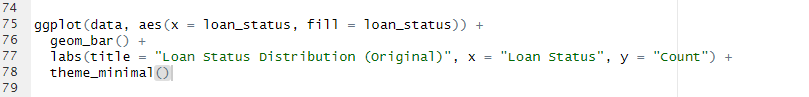 74
75 ggplot(data, aes(x = loan_status, fill = loan_status)) +
76 geom_bar() +
77 labs(title = "Loan Status Distribution (Original)", x = "Loan Status", y = "Count") +
78 theme_minimal()
79